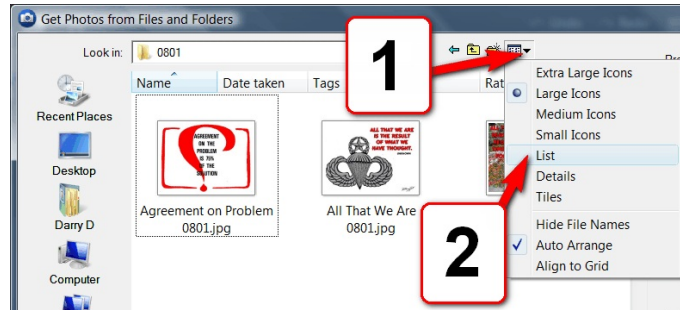 Get Photos from Files and Folders
Look in:
0801
Name
Date taken
Tags
Rat
1
Extra Large Icons
Large Icons
Medium Icons
Small Icons
List
Details
Tiles
Hide File Names
Auto Arrange
Align to Grid
2
Recent Places
Desktop
Darry D
Computer
AGREEMENT
ON THE
PROBLEM
IS 70%
OF THE
SOLUTION
Agreement on Problem
0801.jpg
ALL THAT WE ARE
IS THE RESULT
OF WHAT WE
HAVE THOUGHT.
All That We Are
0801.jpg